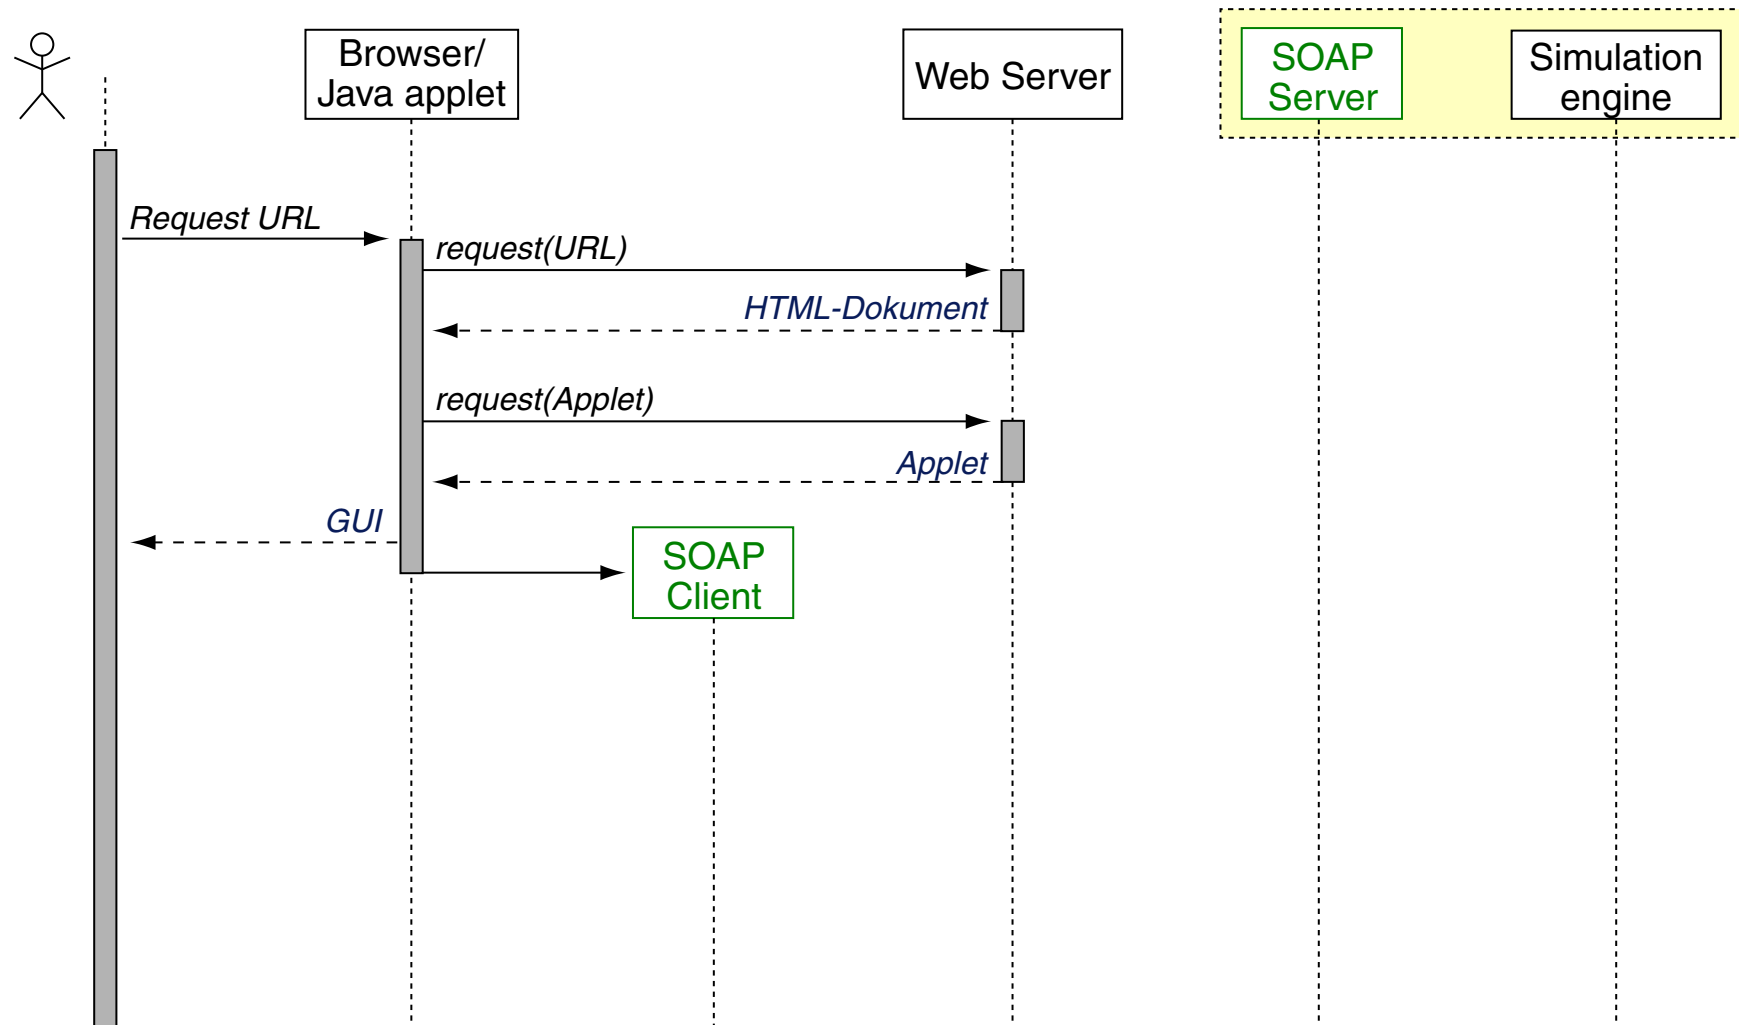 Browser/
Java applet
Web Server
SOAP
Server
Simulation
engine
Request URL
request(URL)
HTML-Dokument
request(Applet)
Applet
GUI
SOAP
Client